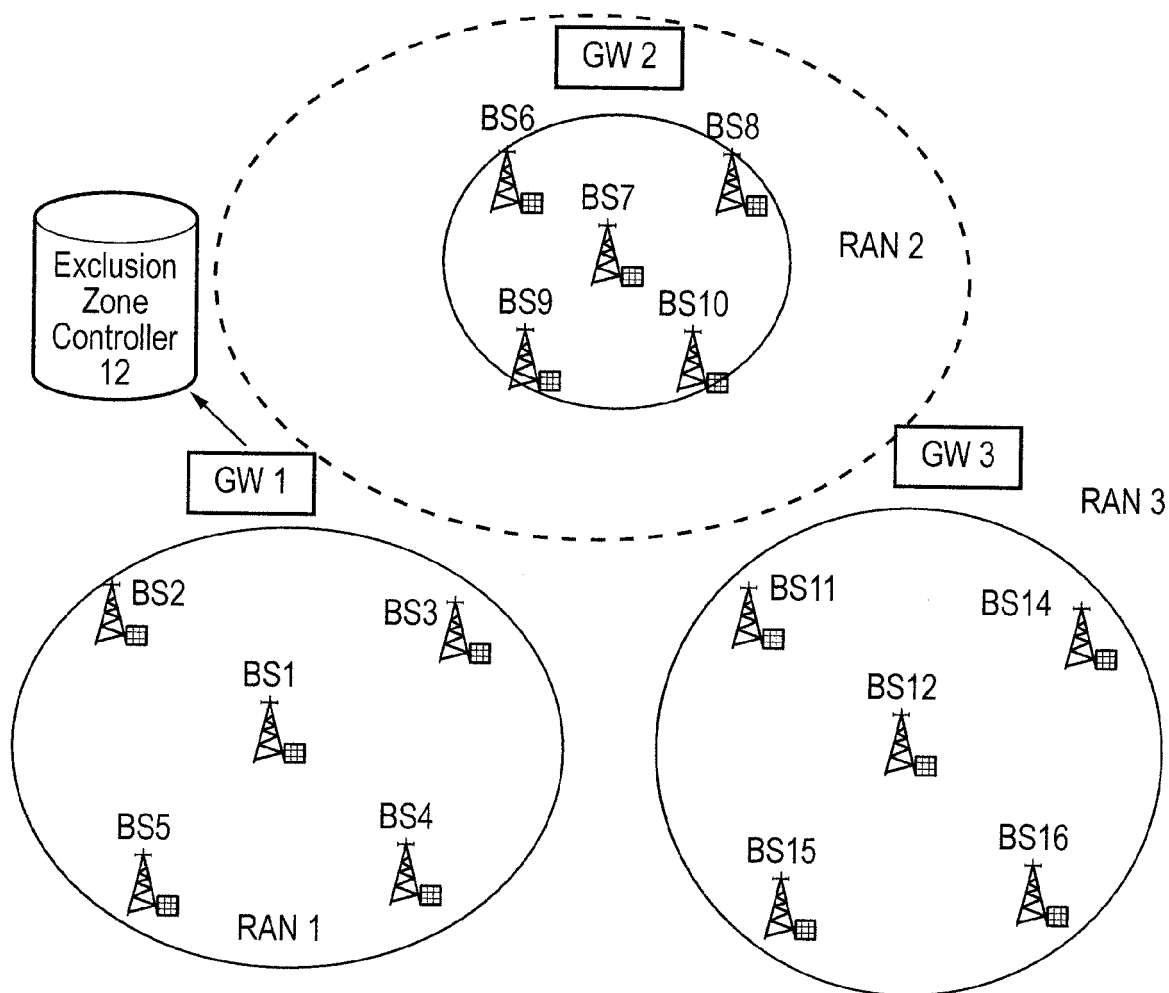 GW 2
BS6
BS8
BS7
RAN 2
Exclusion
Zone
Controller
12
BS9
BS10
GW 1
GW 3
RAN 3
BS2
BS3
BS11
BS14
BS1
BS12
BS5
BS4
BS15
BS16
RAN 1